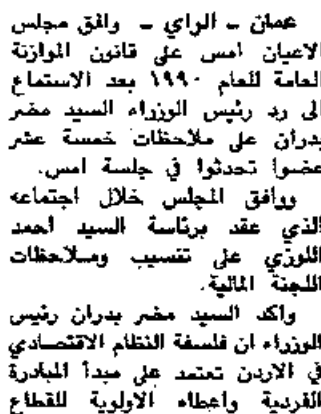 عمان - الراي - وافق مجلس
الاعيان امس على قانون الموازنة
العامة للعام ١٩٩٠ بعد الاستماع
الى رد رئيس الوزراء السيد مضر
بدران على ملاحظات خمسة عشر
عضوا تحدثوا في جلسة امس.
ووافق المجلس خلال اجتماعه
الذي عقد برئاسة السيد احمد
اللوزي على تنسيب وملاحظات
اللجنة المالية.
واكد السيد مضر بدران رئيس
الوزراء ان فلسفة النظام الاقتصادي
في الاردن تعتمد على مبدأ المبادرة
الفردية واعطاء الاولوية للقطاع